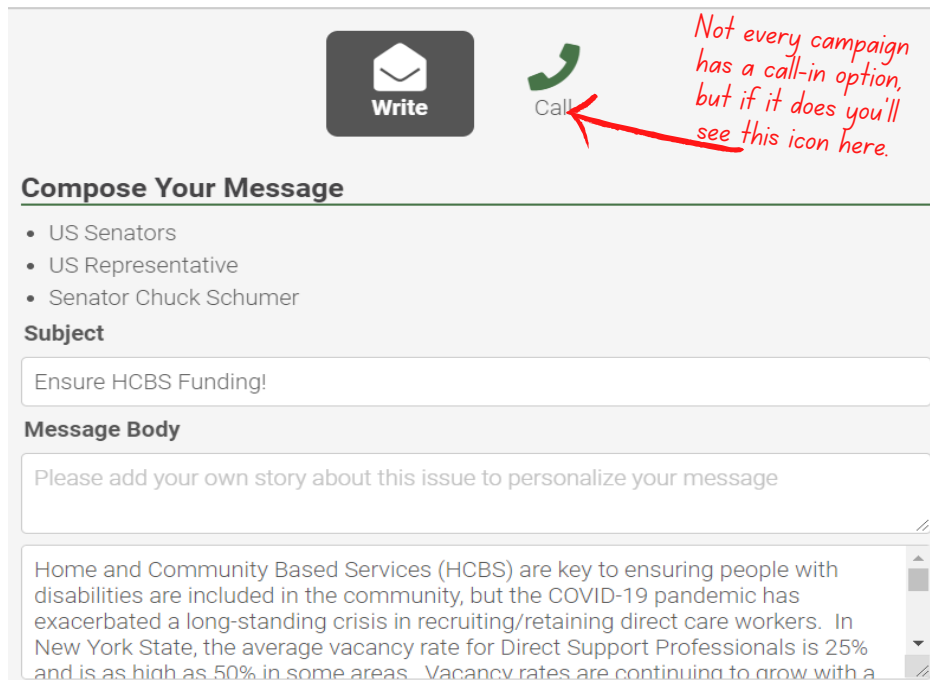 Write
Call
Not every campaign
has a call-in option,
but if it does you'll
see this icon here.
Compose Your Message
• US Senators
• US Representative
• Senator Chuck Schumer
Subject
Ensure HCBS Funding!
Message Body
Please add your own story about this issue to personalize your message
Home and Community Based Services (HCBS) are key to ensuring people with
disabilities are included in the community, but the COVID-19 pandemic has
exacerbated a long-standing crisis in recruiting/retaining direct care workers.  In
New York State, the average vacancy rate for Direct Support Professionals is 25%
and is as high as 50% in some areas.  Vacancy rates are continuing to grow with a